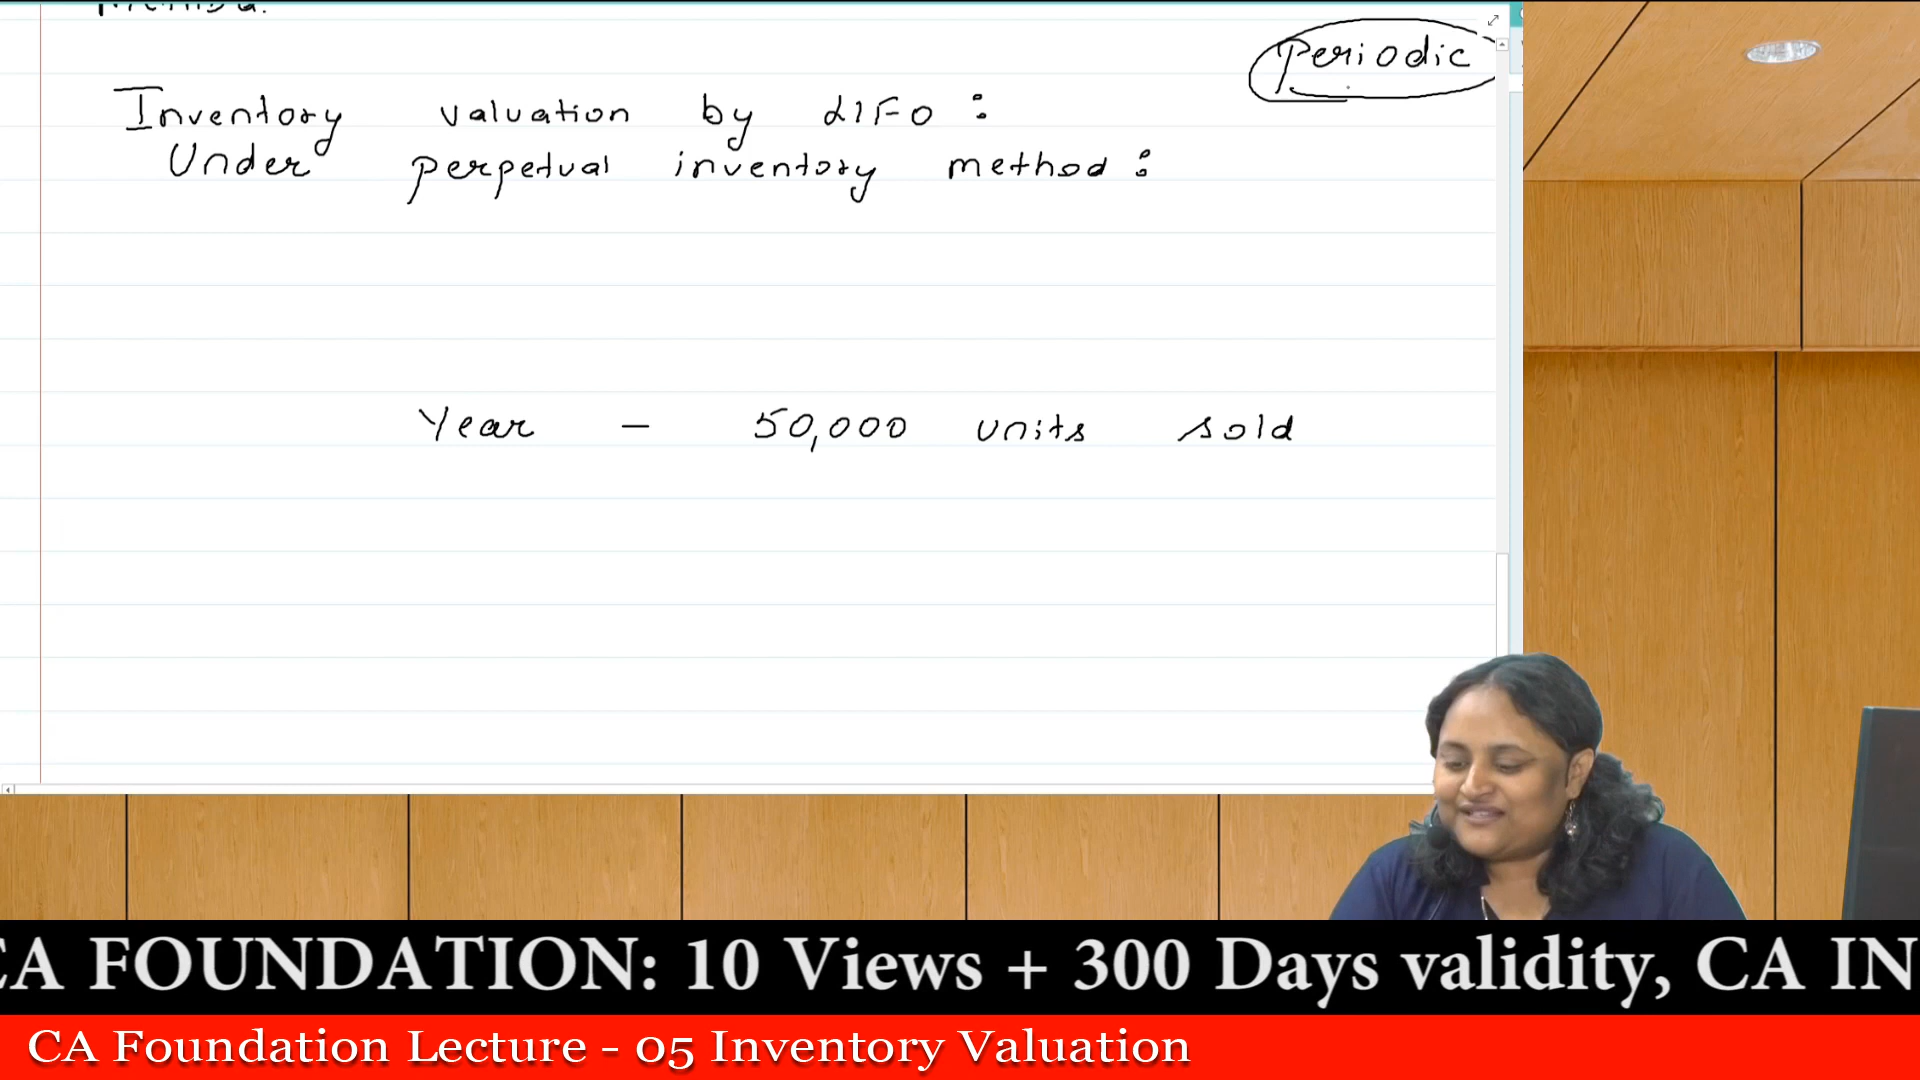 Periodic
Inventory valuation by LIFO :
Under perpetual inventory method :
Year - 50,000 units sold
CA FOUNDATION: 10 Views + 300 Days validity, CA IN
CA Foundation Lecture - 05 Inventory Valuation